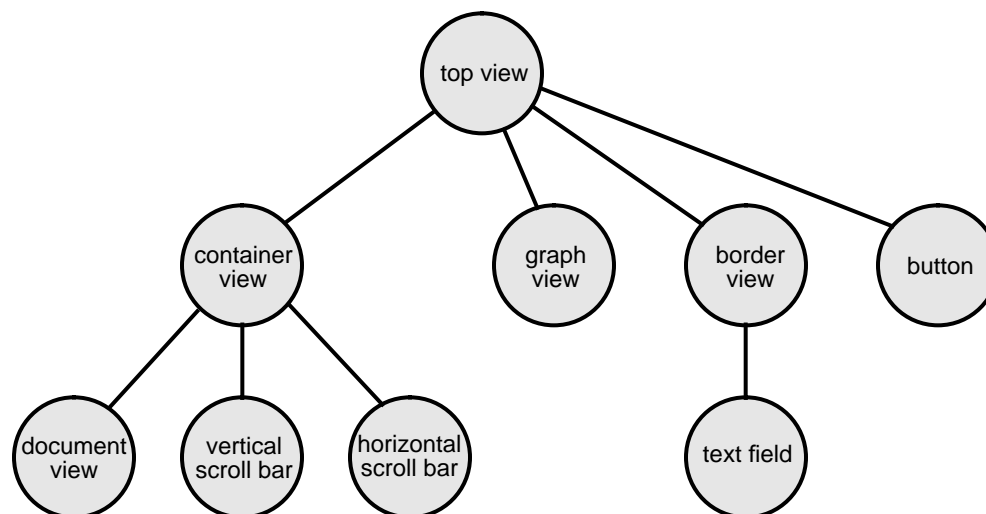 top view
container
view
graph
view
border
view
button
document
view
vertical
scroll bar
horizontal
scroll bar
text field